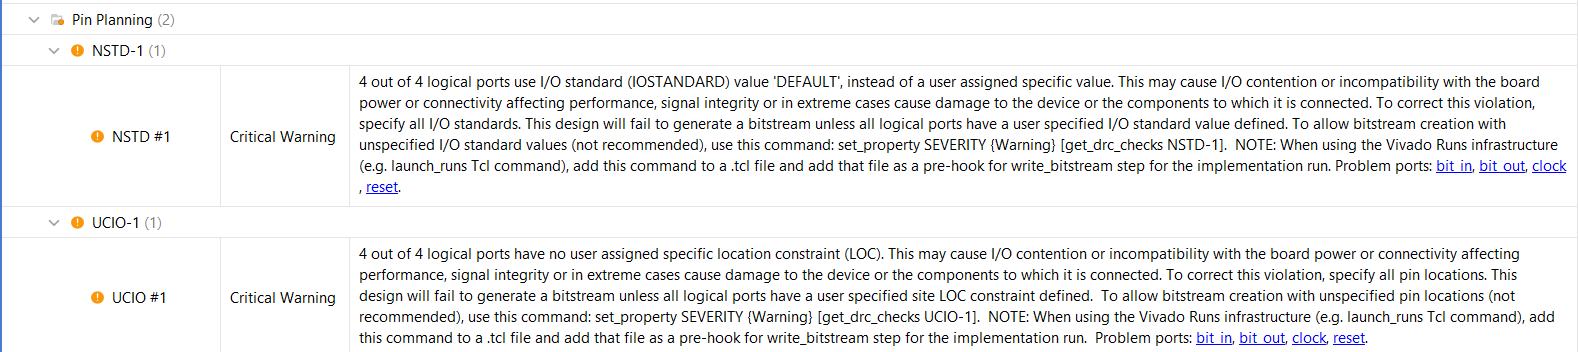 Pin Planning (2)
NSTD-1 (1)
NSTD #1
Critical Warning
4 out of 4 logical ports use I/O standard (IOSTANDARD) value 'DEFAULT', instead of a user assigned specific value. This may cause I/O contention or incompatibility with the board
power or connectivity affecting performance, signal integrity or in extreme cases cause damage to the device or the components to which it is connected. To correct this violation,
specify all I/O standards. This design will fail to generate a bitstream unless all logical ports have a user specified I/O standard value defined. To allow bitstream creation with
unspecified I/O standard values (not recommended), use this command: set_property SEVERITY {Warning} [get_drc_checks NSTD-1].  NOTE: When using the Vivado Runs infrastructure
(e.g. launch_runs Tcl command), add this command to a .tcl file and add that file as a pre-hook for write_bitstream step for the implementation run. Problem ports: bit_in, bit_out, clock
, reset.
UCIO-1 (1)
UCIO #1
Critical Warning
4 out of 4 logical ports have no user assigned specific location constraint (LOC). This may cause I/O contention or incompatibility with the board power or connectivity affecting
performance, signal integrity or in extreme cases cause damage to the device or the components to which it is connected. To correct this violation, specify all pin locations. This
design will fail to generate a bitstream unless all logical ports have a user specified site LOC constraint defined.  To allow bitstream creation with unspecified pin locations (not
recommended), use this command: set_property SEVERITY {Warning} [get_drc_checks UCIO-1].  NOTE: When using the Vivado Runs infrastructure (e.g. launch_runs Tcl command), add
this command to a .tcl file and add that file as a pre-hook for write_bitstream step for the implementation run.  Problem ports: bit_in, bit_out, clock, reset.